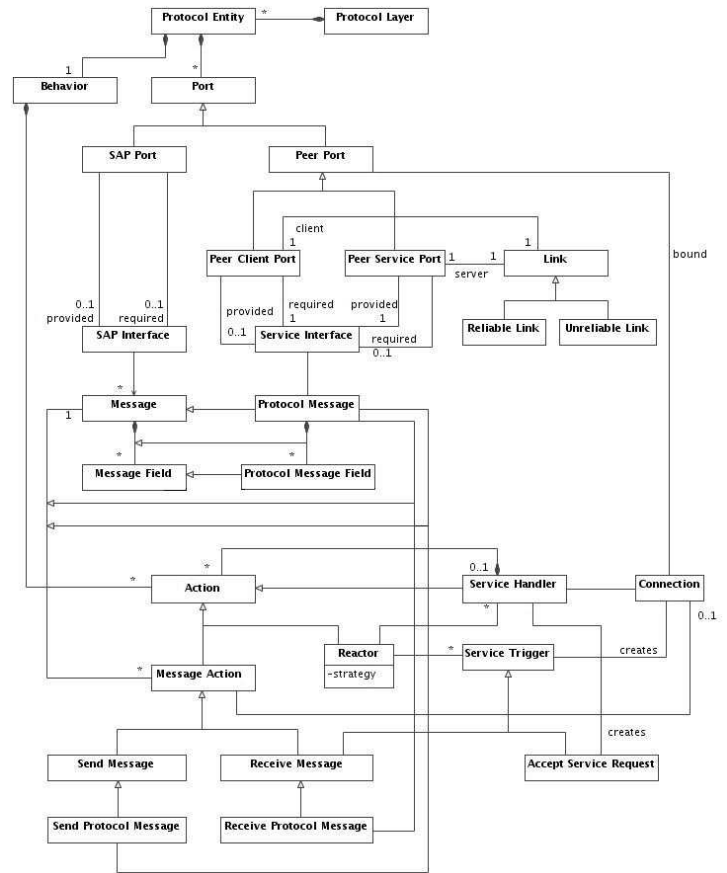 Protocol Entity
*
Protocol Layer
1
*
Behavior
Port
SAP Port
Peer Port
client
1
1
bound
Peer Client Port
Peer Service Port
1
1
Link
server
0..1
0..1
provided
required
provided
required
provided
1
1
0..1
required
0..1
Reliable Link
Unreliable Link
SAP Interface
Service Interface
*
1
Message
Protocol Message
*
*
Message Field
Protocol Message Field
*
0..1
*
Action
Service Handler
Connection
*
0..1
Reactor
-strategy
*
Service Trigger
creates
*
Message Action
creates
Send Message
Receive Message
Accept Service Request
Send Protocol Message
Receive Protocol Message